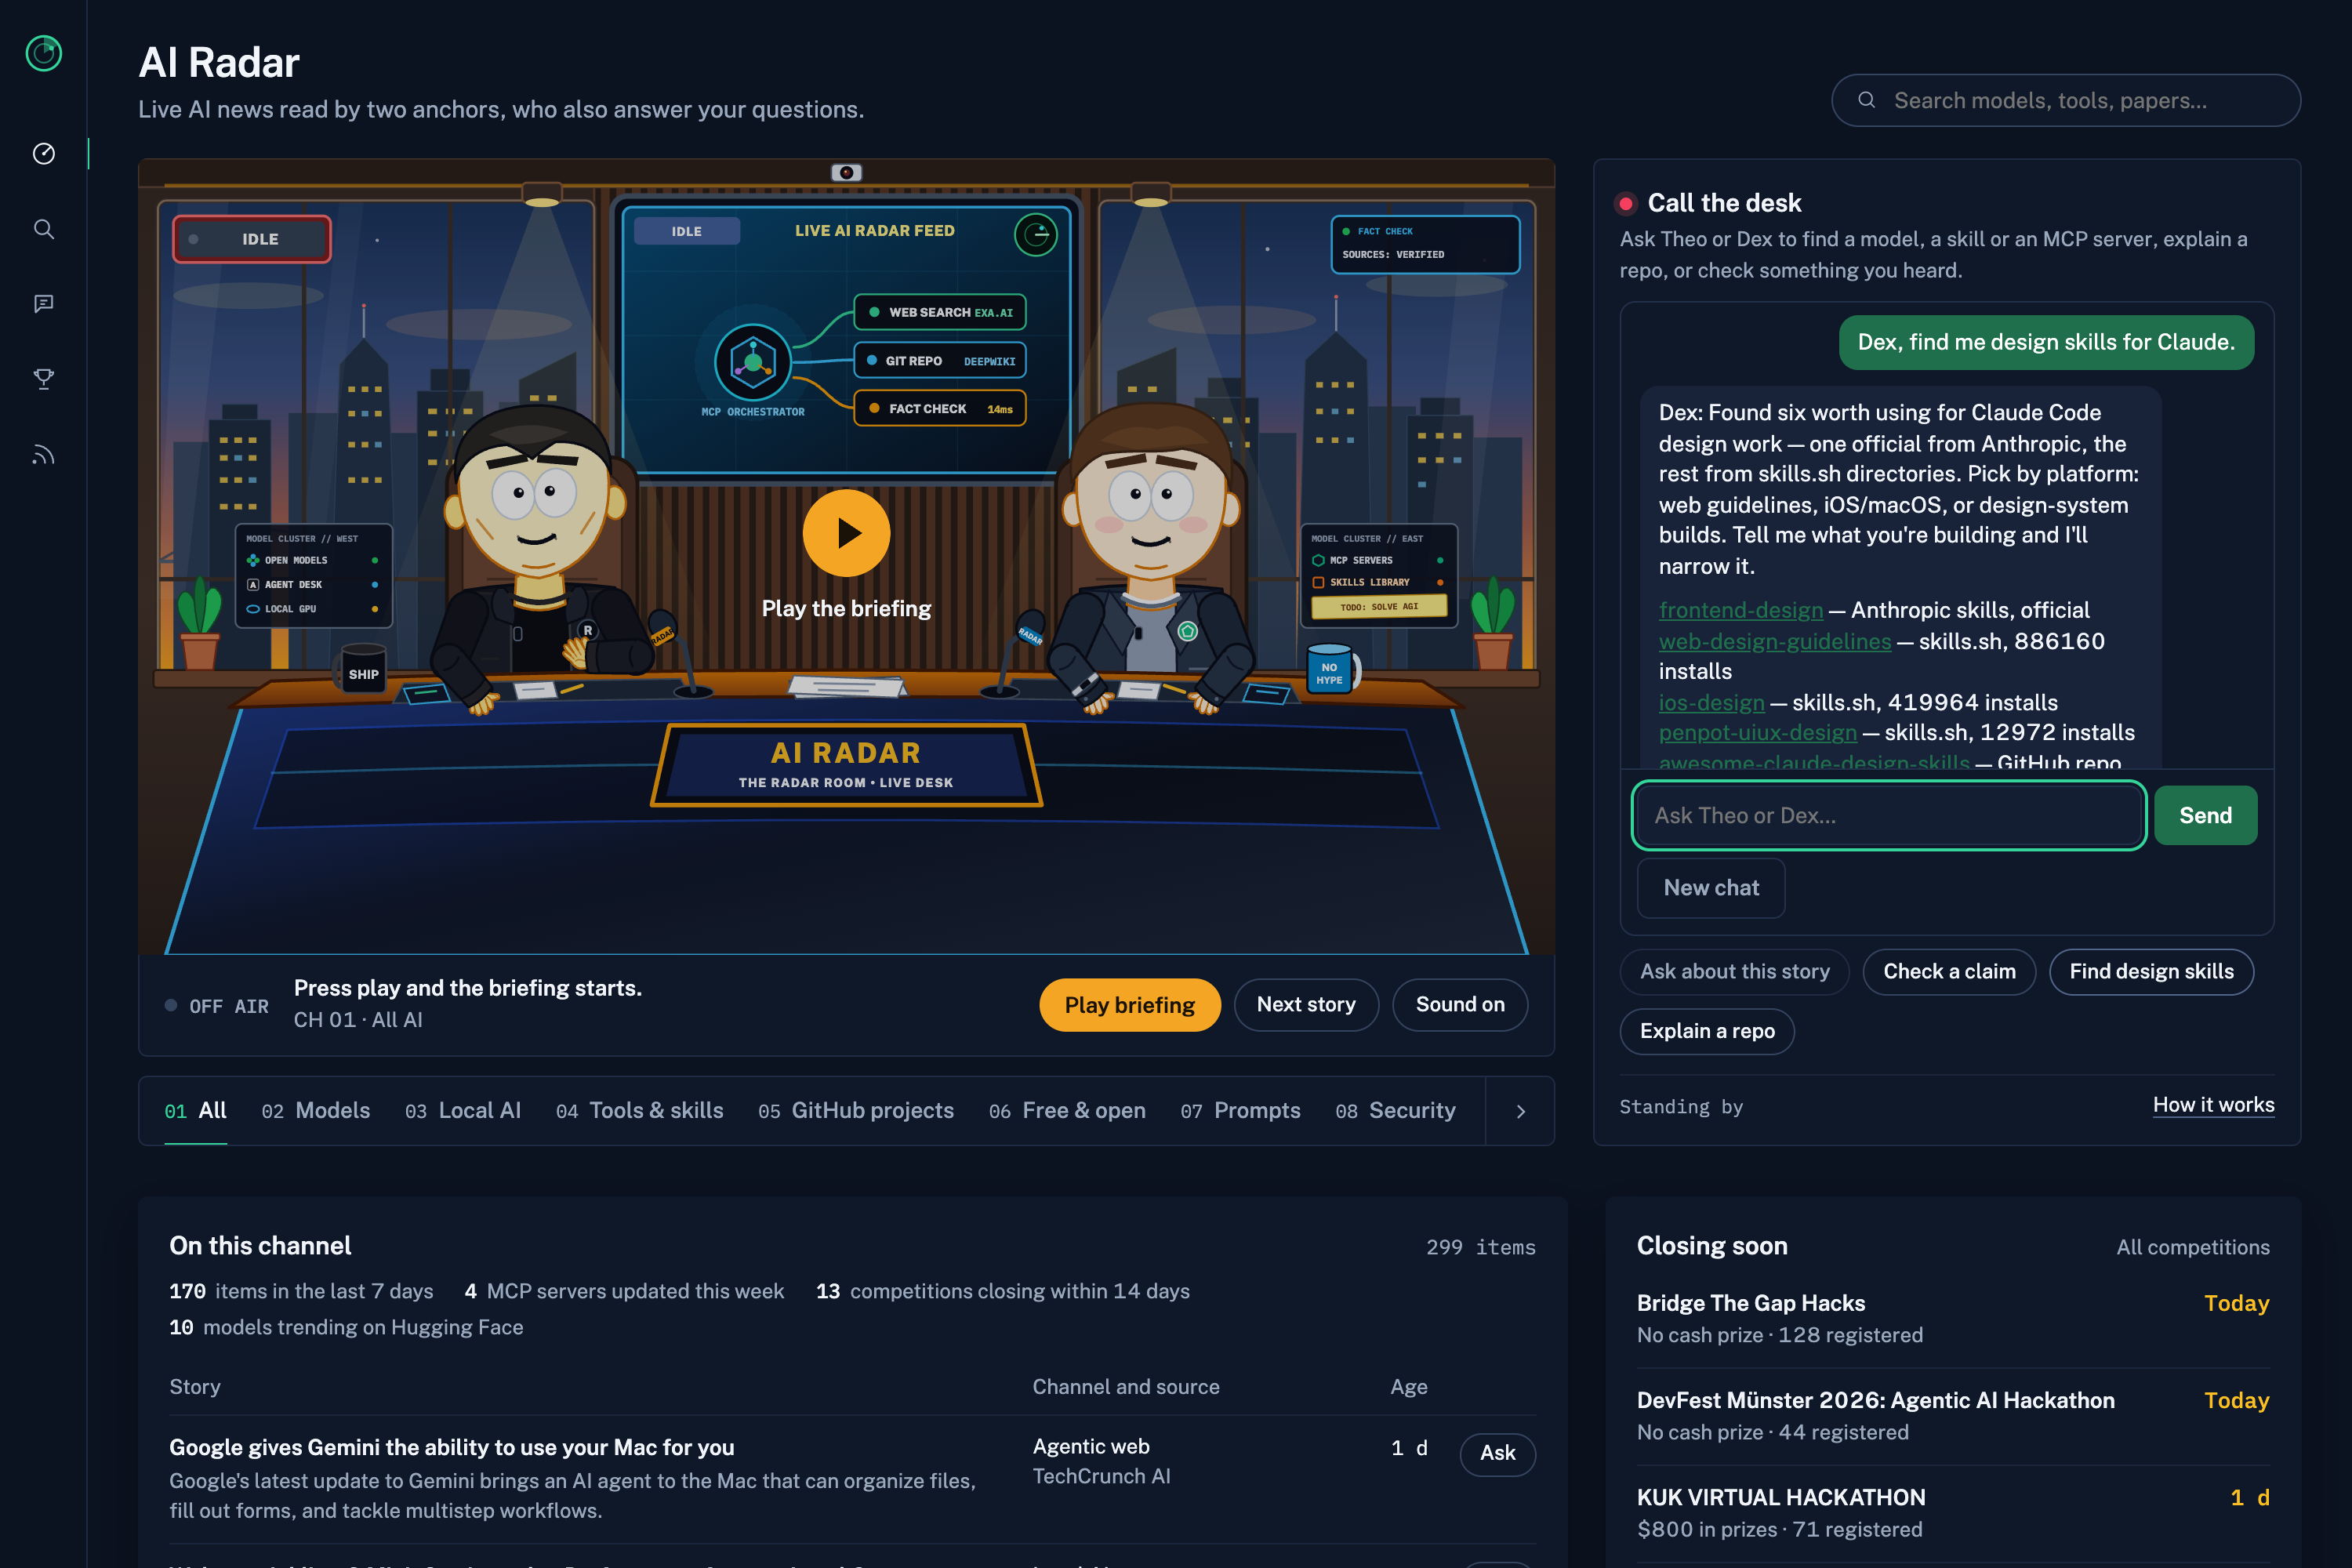 AI Radar
Live AI news read by two anchors, who also answer your questions.
Search models, tools, papers...
IDLE
IDLE
LIVE AI RADAR FEED
FACT CHECK
SOURCES: VERIFIED
WEB SEARCH EXA.AI
GIT REPO DEEPWIKI
FACT CHECK 14ms
MCP ORCHESTRATOR
MODEL CLUSTER // WEST
OPEN MODELS
A AGENT DESK
LOCAL GPU
MODEL CLUSTER // EAST
MCP SERVERS
SKILLS LIBRARY
TODO: SOLVE AGI
Play the briefing
R
RADAR
RADAR
SHIP
NO
HYPE
AI RADAR
THE RADAR ROOM • LIVE DESK
OFF AIR
Press play and the briefing starts.
CH 01 · All AI
Play briefing
Next story
Sound on
01 All
02 Models
03 Local AI
04 Tools & skills
05 GitHub projects
06 Free & open
07 Prompts
08 Security
Call the desk
Ask Theo or Dex to find a model, a skill or an MCP server, explain a
repo, or check something you heard.
Dex, find me design skills for Claude.
Dex: Found six worth using for Claude Code
design work — one official from Anthropic, the
rest from skills.sh directories. Pick by platform:
web guidelines, iOS/macOS, or design-system
builds. Tell me what you're building and I'll
narrow it.
frontend-design — Anthropic skills, official
web-design-guidelines — skills.sh, 886160
installs
ios-design — skills.sh, 419964 installs
penpot-uiux-design — skills.sh, 12972 installs
awesome-claude-design-skills — GitHub repo
Ask Theo or Dex...
Send
New chat
Ask about this story
Check a claim
Find design skills
Explain a repo
Standing by
How it works
On this channel
299 items
170 items in the last 7 days
4 MCP servers updated this week
13 competitions closing within 14 days
10 models trending on Hugging Face
Story
Channel and source
Age
Google gives Gemini the ability to use your Mac for you
Google's latest update to Gemini brings an AI agent to the Mac that can organize files,
fill out forms, and tackle multistep workflows.
Agentic web
TechCrunch AI
1 d
Ask
Closing soon
All competitions
Bridge The Gap Hacks
Today
No cash prize · 128 registered
DevFest Münster 2026: Agentic AI Hackathon
Today
No cash prize · 44 registered
KUK VIRTUAL HACKATHON
1 d
$800 in prizes · 71 registered